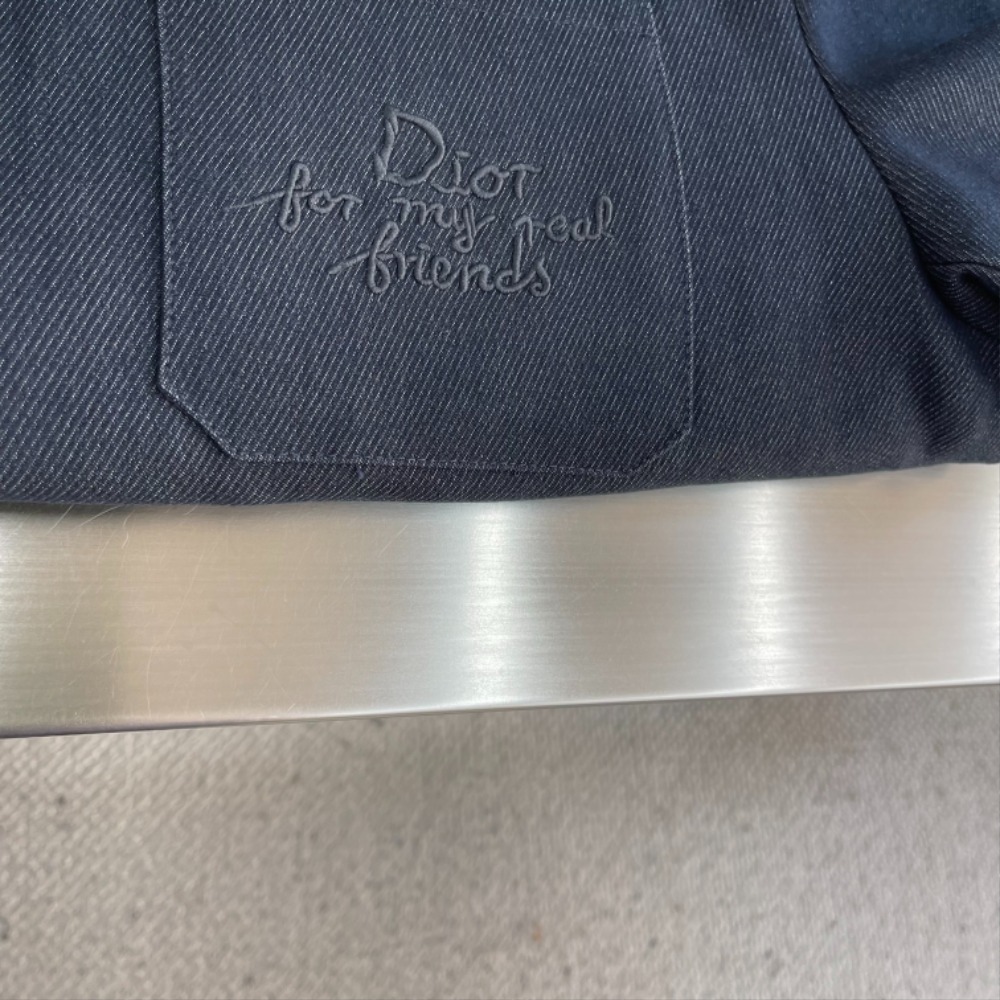 Dior
for my real
friends